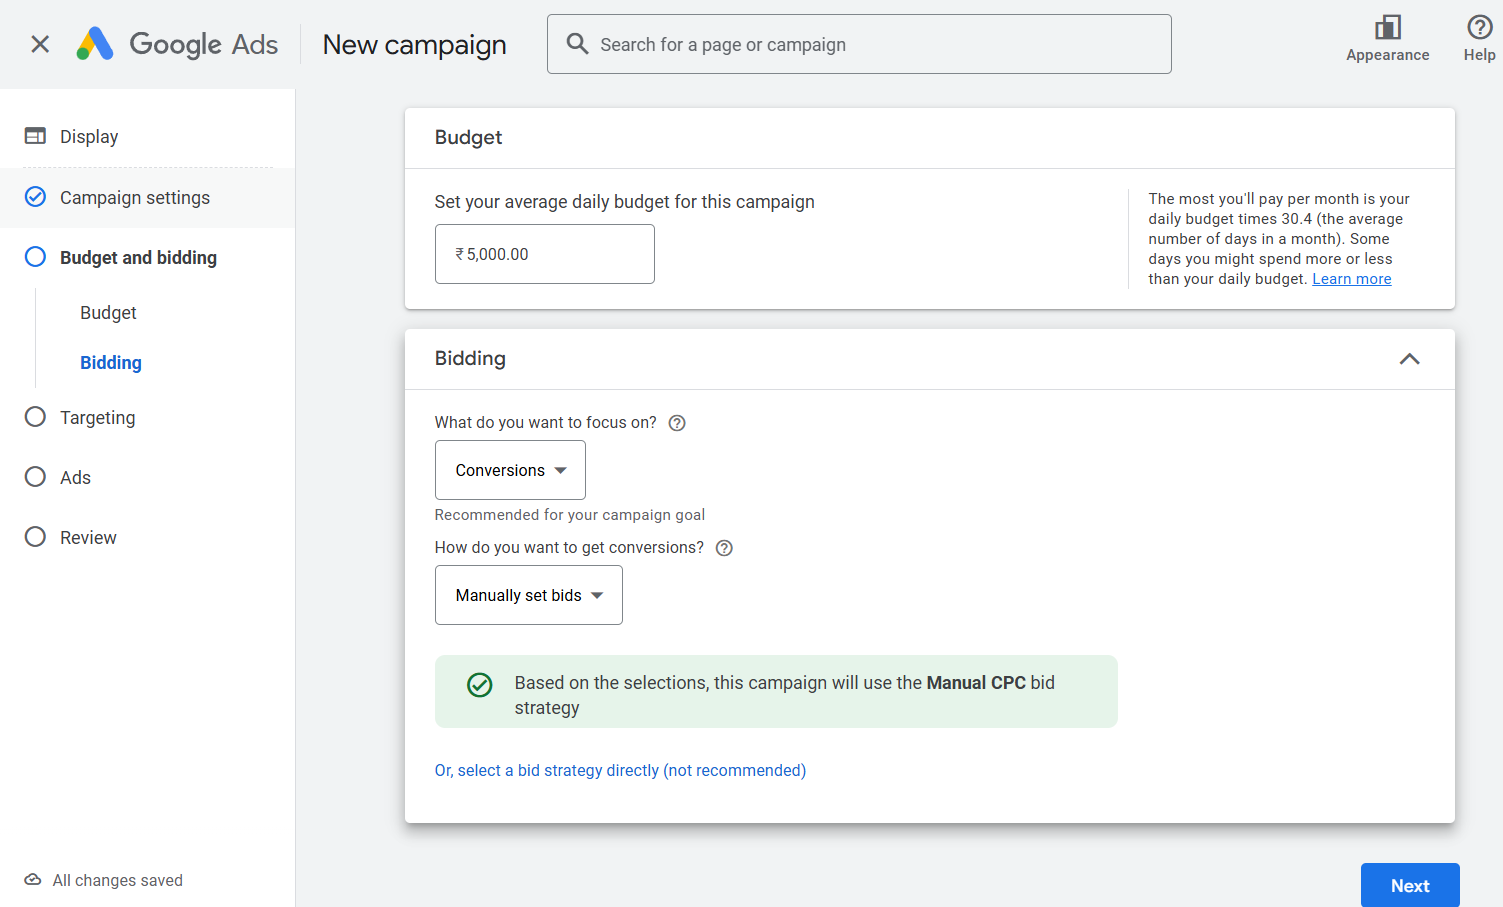 Google Ads
New campaign
Search for a page or campaign
Appearance
Help
Display
Campaign settings
Budget and bidding
Budget
Bidding
Targeting
Ads
Review
All changes saved
Budget
Set your average daily budget for this campaign
₹5,000.00
The most you'll pay per month is your
daily budget times 30.4 (the average
number of days in a month). Some
days you might spend more or less
than your daily budget. Learn more
Bidding
What do you want to focus on?
Conversions
Recommended for your campaign goal
How do you want to get conversions?
Manually set bids
Based on the selections, this campaign will use the Manual CPC bid
strategy
Or, select a bid strategy directly (not recommended)
Next